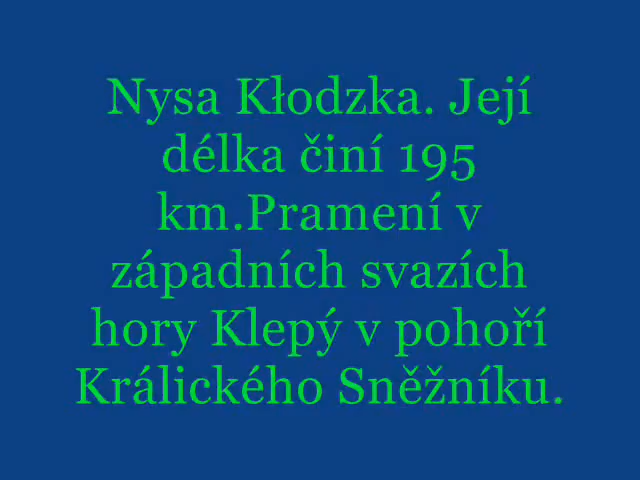 Nysa Kłodzka. Její
délka činí 195
km.Pramení v
západních svazích
hory Klepý v pohoří
Králického Sněžníku.